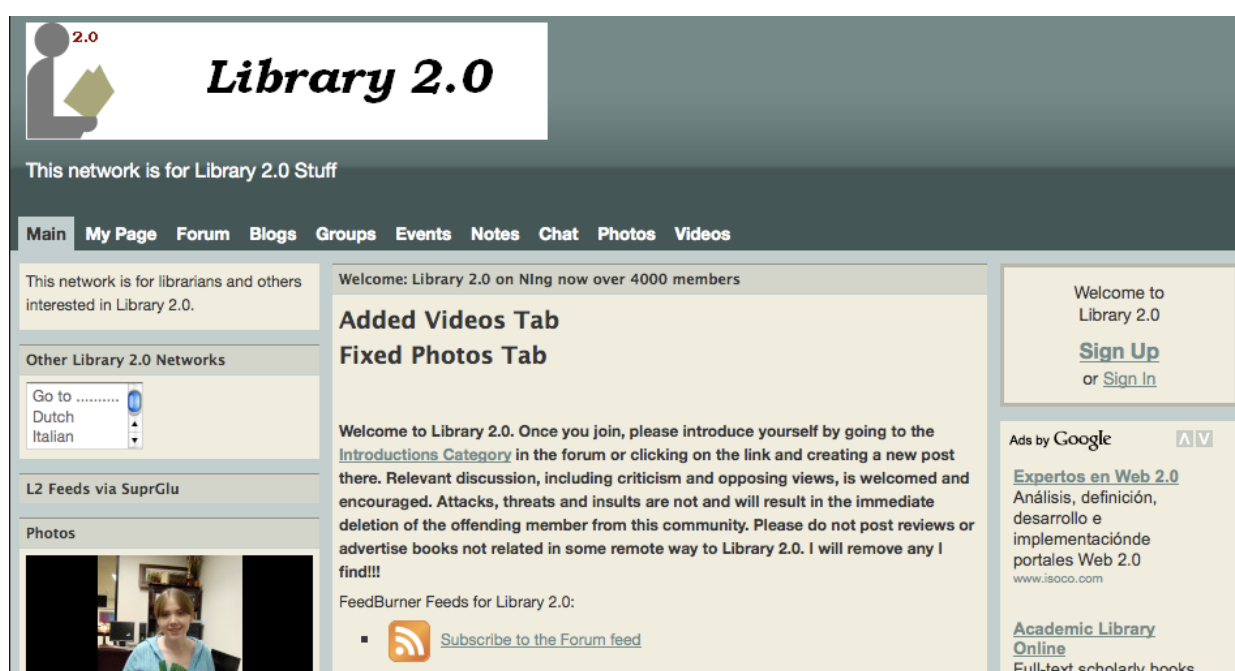 2.0
Library 2.0
This network is for Library 2.0 Stuff
Main My Page Forum Blogs Groups Events Notes Chat Photos Videos
This network is for librarians and others
interested in Library 2.0.
Other Library 2.0 Networks
Go to ..........
Dutch
Italian
L2 Feeds via SuprGlu
Photos
Welcome: Library 2.0 on NIng now over 4000 members
Added Videos Tab
Fixed Photos Tab
Welcome to Library 2.0. Once you join, please introduce yourself by going to the
Introductions Category in the forum or clicking on the link and creating a new post
there. Relevant discussion, including criticism and opposing views, is welcomed and
encouraged. Attacks, threats and insults are not and will result in the immediate
deletion of the offending member from this community. Please do not post reviews or
advertise books not related in some remote way to Library 2.0. I will remove any I
find!!!
FeedBurner Feeds for Library 2.0:
Subscribe to the Forum feed
Welcome to
Library 2.0
Sign Up
or Sign In
Ads by Google
Expertos en Web 2.0
Análisis, definición,
desarrollo e
implementaciónde
portales Web 2.0
www.isoco.com
Academic Library
Online
Full-text scholarly books